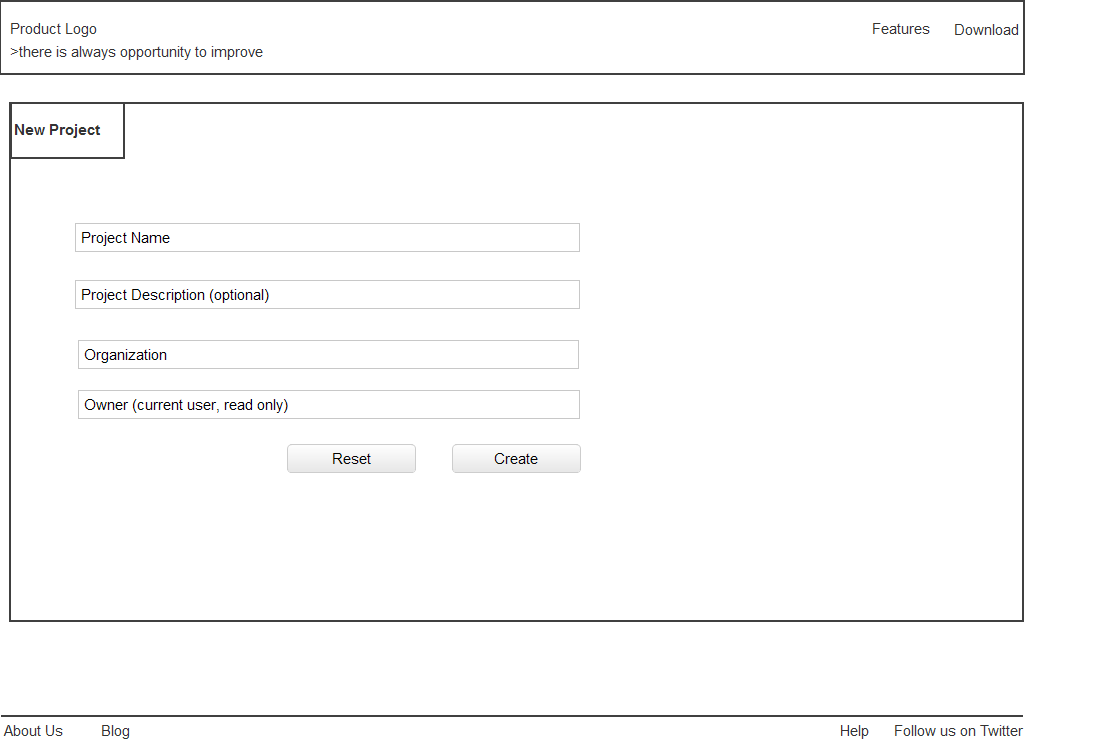 Product Logo
>there is always opportunity to improve
Features
Download
New Project
Project Name
Project Description (optional)
Organization
Owner (current user, read only)
Reset
Create
About Us
Blog
Help
Follow us on Twitter